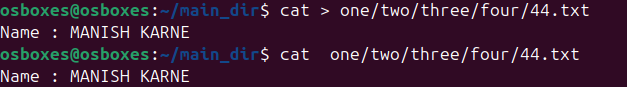 osboxes@osboxes:~/main_dir$ cat > one/two/three/four/44.txt
Name : MANISH KARNE
osboxes@osboxes:~/main_dir$ cat  one/two/three/four/44.txt
Name : MANISH KARNE